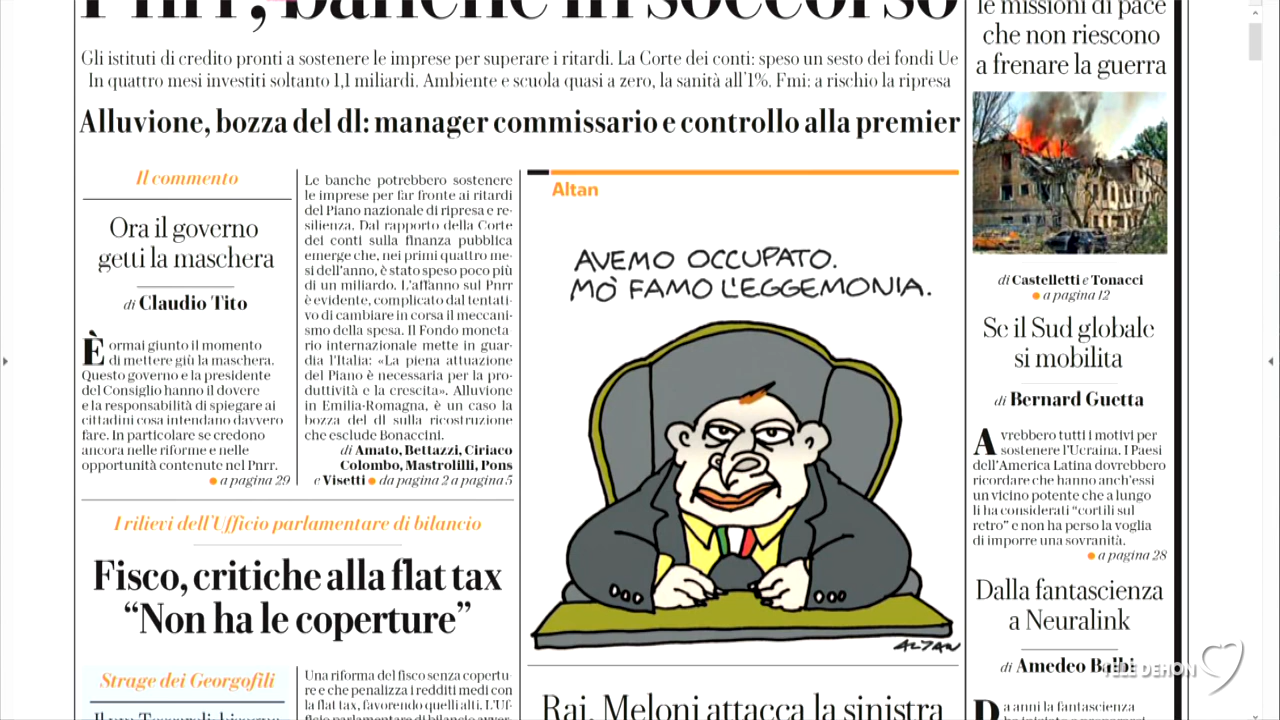 Pnrr, banche in soccorso
Gli istituti di credito pronti a sostenere le imprese per superare i ritardi. La Corte dei conti: speso un sesto dei fondi Ue
In quattro mesi investiti soltanto 1,1 miliardi. Ambiente e scuola quasi a zero, la sanità all'1%. Fmi: a rischio la ripresa
Alluvione, bozza del dl: manager commissario e controllo alla premier
Il commento
Ora il governo
getti la maschera
di Claudio Tito
È ormai giunto il momento
di mettere giù la maschera.
Questo governo e la presidente
del Consiglio hanno il dovere
e la responsabilità di spiegare ai
cittadini cosa intendano davvero
fare. In particolare se credono
ancora nelle riforme e nelle
opportunità contenute nel Pnrr.
a pagina 29
Le banche potrebbero sostenere
le imprese per far fronte ai ritardi
del Piano nazionale di ripresa e re-
silienza. Dal rapporto della Corte
dei conti sulla finanza pubblica
emerge che, nei primi quattro me-
si dell'anno, è stato speso poco più
di un miliardo. L'affanno sul Pnrr
è evidente, complicato dal tentati-
vo di cambiare in corsa il meccani-
smo della spesa. Il Fondo moneta-
rio internazionale mette in guar-
dia l'Italia: «La piena attuazione
del Piano è necessaria per la pro-
duttività e la crescita». Alluvione
in Emilia-Romagna, è un caso la
bozza del dl sulla ricostruzione
che esclude Bonaccini.
di Amato, Bettazzi, Ciriaco
Colombo, Mastrolilli, Pons
e Visetti da pagina 2 a pagina 5
I rilievi dell'Ufficio parlamentare di bilancio
Fisco, critiche alla flat tax
“Non ha le coperture”
Strage dei Georgofili
Una riforma del fisco senza copertu-
re e che penalizza i redditi medi con
la flat tax, favorendo quelli alti. L'Uf-
Altan
AVEMO OCCUPATO.
MO' FAMO L'EGGEMONIA.
ALTAN
Rai, Meloni attacca la sinistra
le missioni di pace
che non riescono
a frenare la guerra
di Castelletti e Tonacci
a pagina 12
Se il Sud globale
si mobilita
di Bernard Guetta
Avrebbero tutti i motivi per
sostenere l'Ucraina. I Paesi
dell'America Latina dovrebbero
ricordare che hanno anch'essi
un vicino potente che a lungo
li ha considerati “cortili sul
retro” e non ha perso la voglia
di imporre una sovranità.
a pagina 28
Dalla fantascienza
a Neuralink
di Amedeo Balbi
Da anni la fantascienza
TELE DEHON